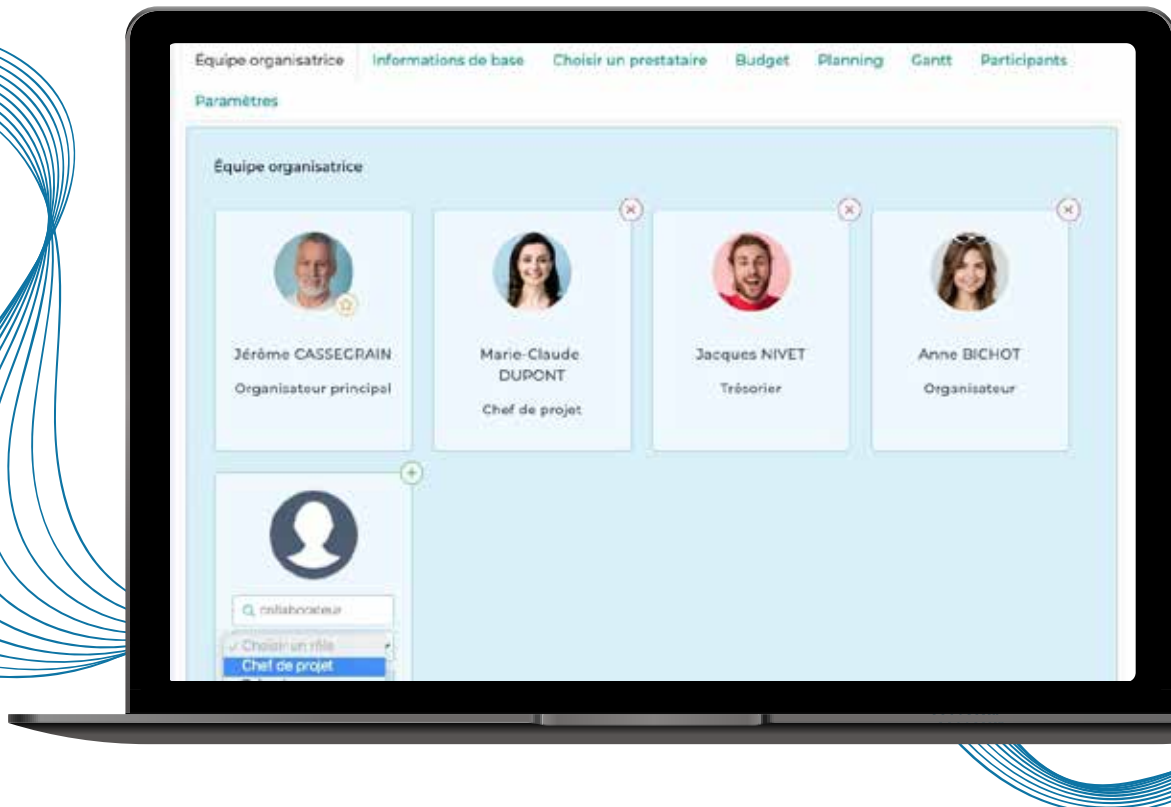 Équipe organisatrice Informations de base Choisir un prestataire Budget Planning Gantt Participants
Paramètres
Équipe organisatrice
Jérôme CASSEGRAIN
Organisateur principal
Marie-Claude
DUPONT
Chef de projet
Jacques NIVET
Trésorier
Anne BICHOT
Organisateur
collaborateur
✓ Choisir un rôle
Chef de projet